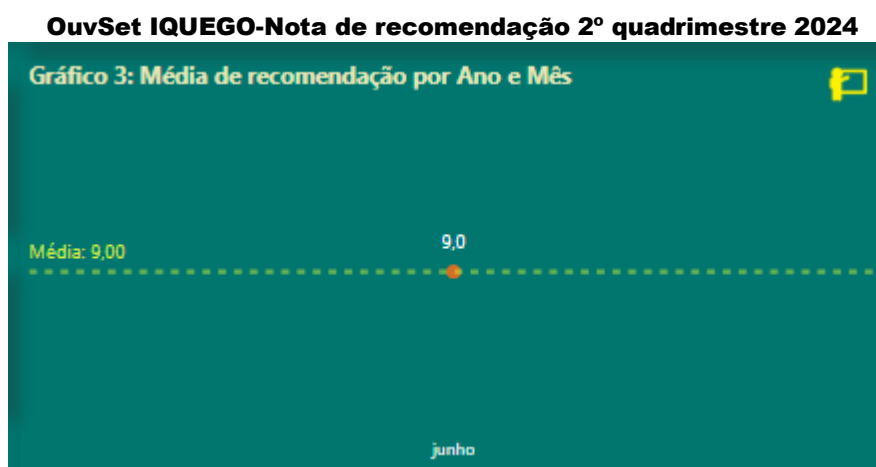 OuvSet IQUEGO-Nota de recomendação 2º quadrimestre 2024
Gráfico 3: Média de recomendação por Ano e Mês
9,0
Média: 9,00
junho